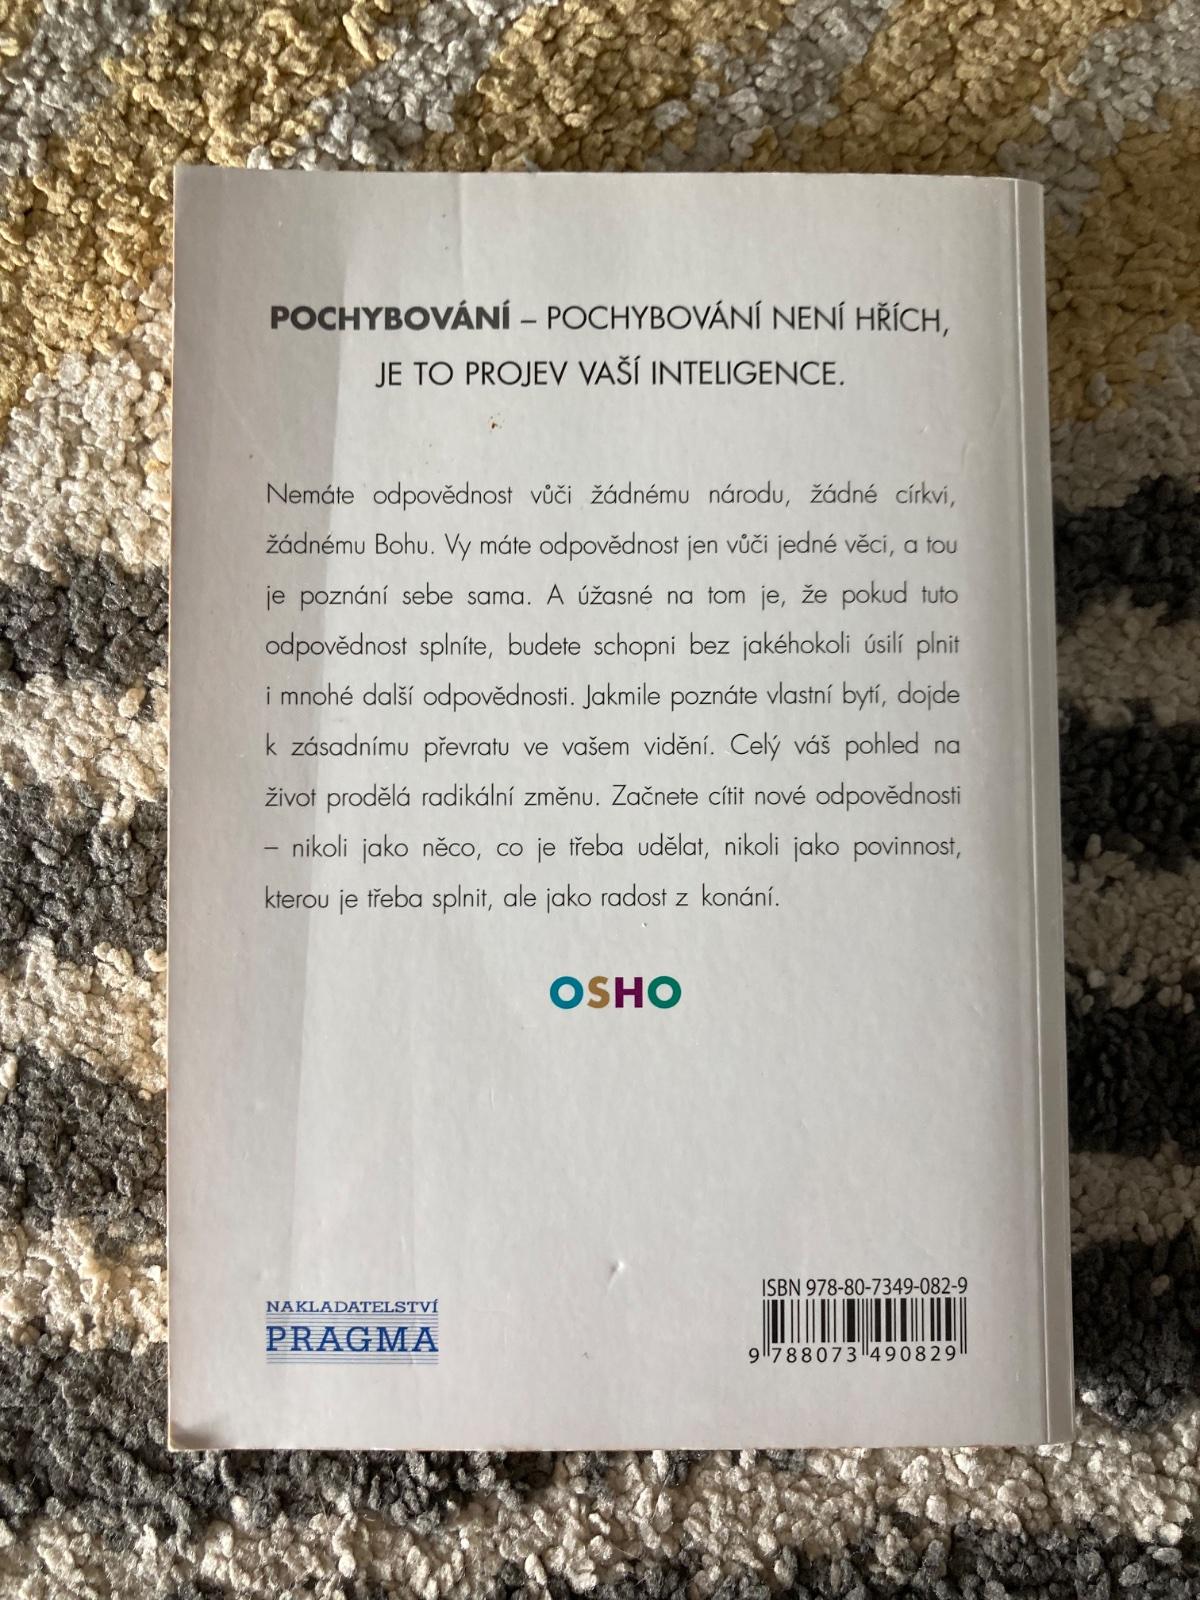 POCHYBOVÁNÍ – POCHYBOVÁNÍ NENÍ HŘÍCH,
JE TO PROJEV VAŠÍ INTELIGENCE.
Nemáte odpovědnost vůči žádnému národu, žádné církvi,
žádnému Bohu. Vy máte odpovědnost jen vůči jedné věci, a tou
je poznání sebe sama. A úžasné na tom je, že pokud tuto
odpovědnost splníte, budete schopni bez jakéhokoli úsilí plnit
i mnohé další odpovědnosti. Jakmile poznáte vlastní bytí, dojde
k zásadnímu převratu ve vašem vidění. Celý váš pohled na
život prodělá radikální změnu. Začnete cítit nové odpovědnosti
– nikoli jako něco, co je třeba udělat, nikoli jako povinnost,
kterou je třeba splnit, ale jako radost z konání.
OSHO
NAKLADATELSTVÍ
PRAGMA
ISBN 978-80-7349-082-9
9 788073 490829